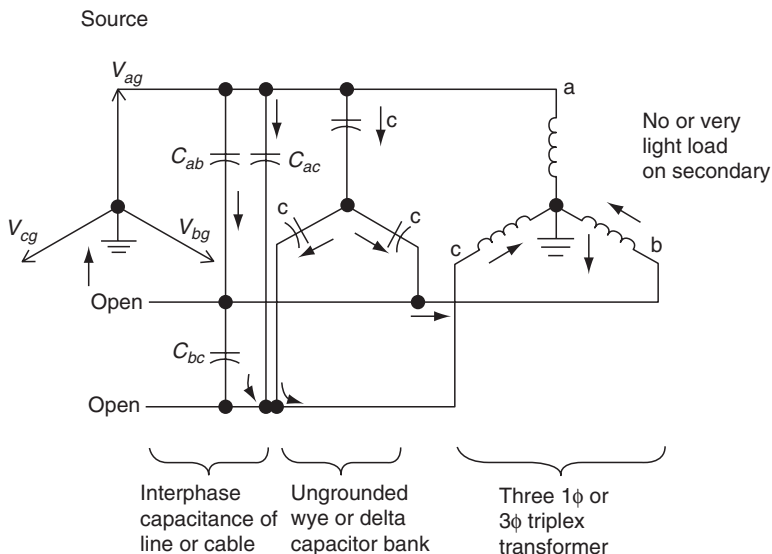 Source
V_ag
a
c
No or very
light load
on secondary
C_ab
C_ac
V_cg
V_bg
c
c
c
b
Open
C_bc
Open
Interphase
capacitance of
line or cable
Ungrounded
wye or delta
capacitor bank
Three 1ϕ or
3ϕ triplex
transformer